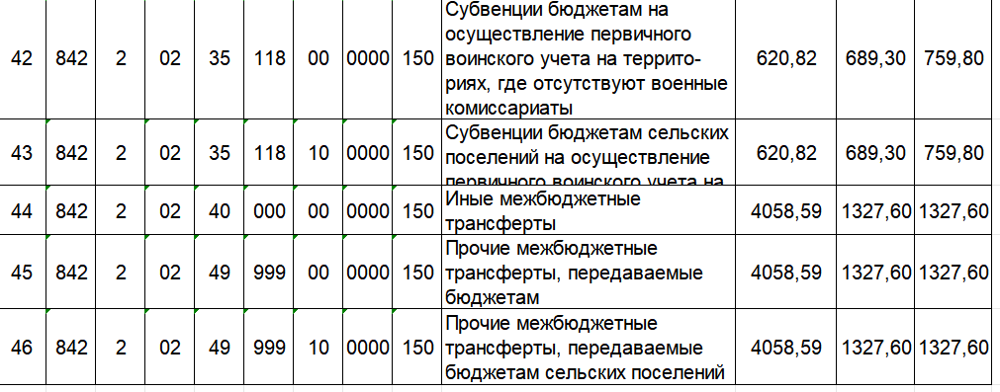 42 842 2 02 35 118 00 0000 150 Субвенции бюджетам на
осуществление первичного
воинского учета на террито-
риях, где отсутствуют военные
комиссариаты 620,82 689,30 759,80
43 842 2 02 35 118 10 0000 150 Субвенции бюджетам сельских
поселений на осуществление
первичного воинского учета на 620,82 689,30 759,80
44 842 2 02 40 000 00 0000 150 Иные межбюджетные
трансферты 4058,59 1327,60 1327,60
45 842 2 02 49 999 00 0000 150 Прочие межбюджетные
трансферты, передаваемые
бюджетам 4058,59 1327,60 1327,60
46 842 2 02 49 999 10 0000 150 Прочие межбюджетные
трансферты, передаваемые
бюджетам сельских поселений 4058,59 1327,60 1327,60